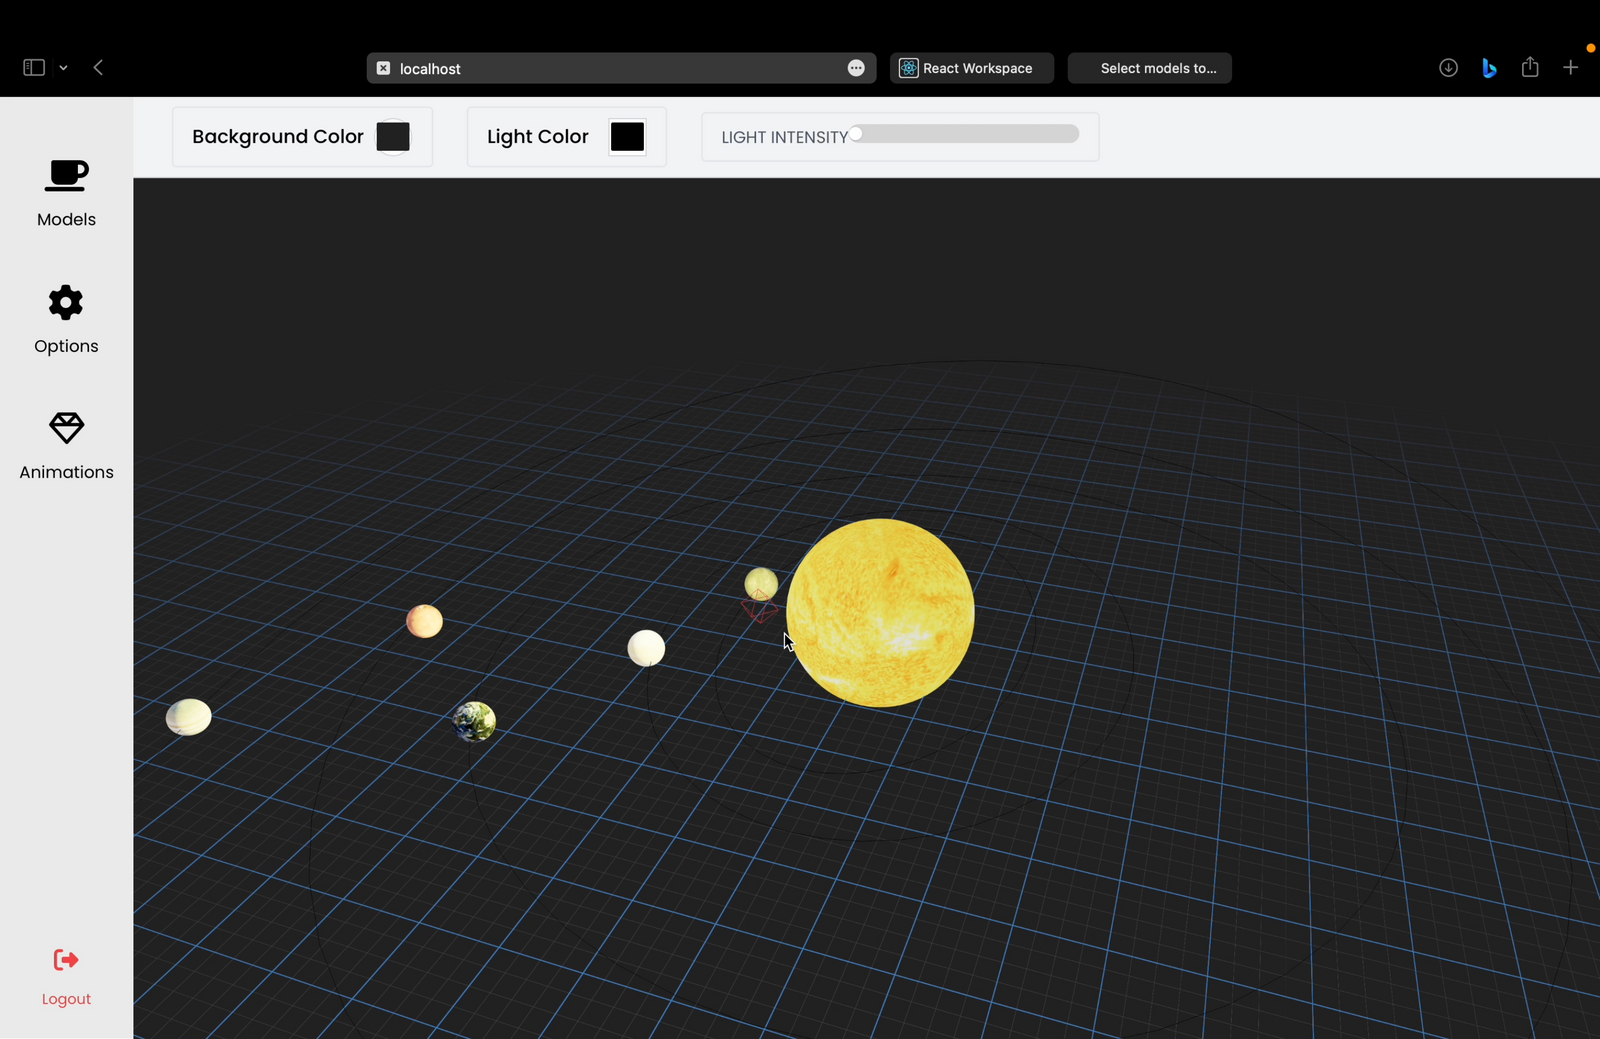 localhost
React Workspace
Select models to...
Background Color
Light Color
LIGHT INTENSITY
Models
Options
Animations
Logout